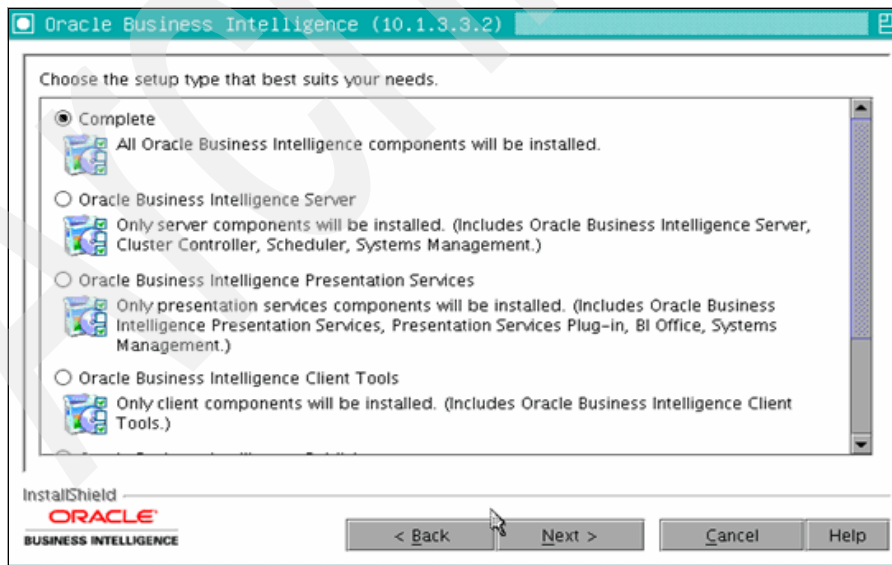 Oracle Business Intelligence (10.1.3.3.2)
Choose the setup type that best suits your needs.
Complete
All Oracle Business Intelligence components will be installed.
Oracle Business Intelligence Server
Only server components will be installed. (Includes Oracle Business Intelligence Server,
Cluster Controller, Scheduler, Systems Management.)
Oracle Business Intelligence Presentation Services
Only presentation services components will be installed. (Includes Oracle Business
Intelligence Presentation Services, Presentation Services Plug-in, BI Office, Systems
Management.)
Oracle Business Intelligence Client Tools
Only client components will be installed. (Includes Oracle Business Intelligence Client
Tools.)
InstallShield
ORACLE
BUSINESS INTELLIGENCE
< Back Next > Cancel Help